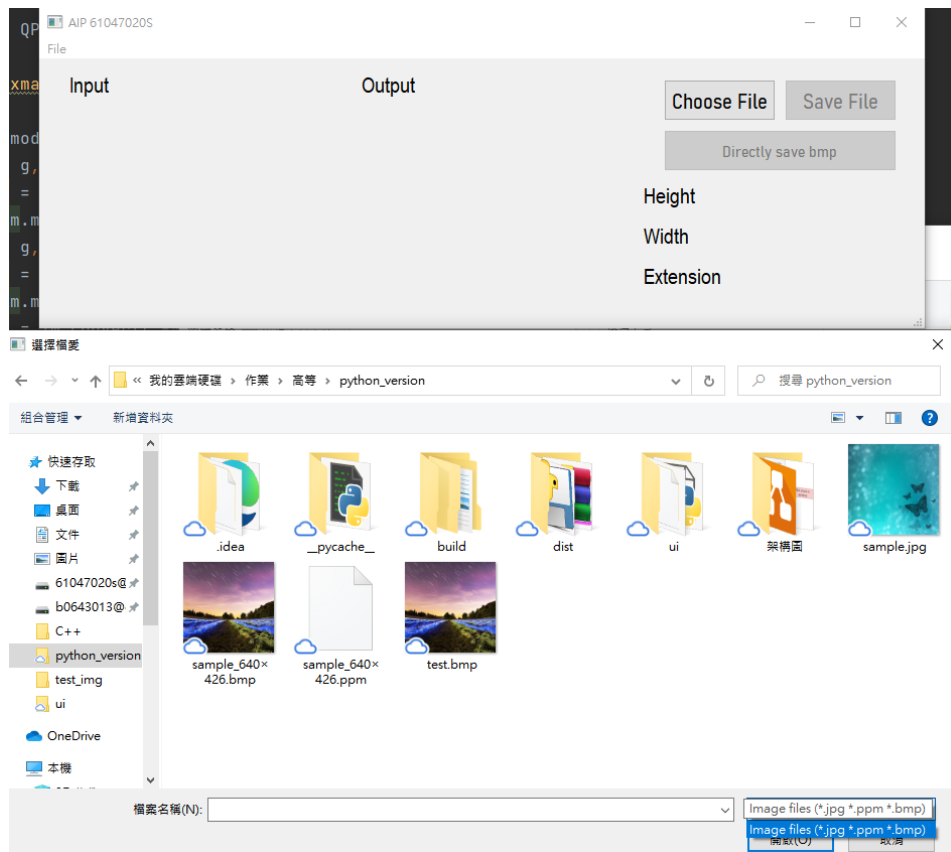 QP
AIP 61047020S
File
xma
Input
Output
Choose File
Save File
mod
Directly save bmp
g,
=
Height
m.m
Width
g,
=
Extension
m.m
選擇檔案
« 我的雲端硬碟 › 作業 › 高等 › python_version
搜尋 python_version
組合管理
新增資料夾
快速存取
下載
桌面
文件
圖片
61047020s@
b0643013@
C++
python_version
test_img
ui
OneDrive
本機
.idea
__pycache__
build
dist
ui
架構圖
sample.jpg
sample_640×
426.bmp
sample_640×
426.ppm
test.bmp
檔案名稱(N):
Image files (*.jpg *.ppm *.bmp)
Image files (*.jpg *.ppm *.bmp)
開啟(O)
取消